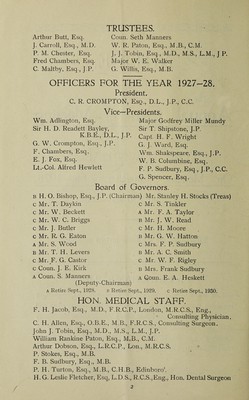 TRUSTEES.
Arthur Butt, Esq. Coun. Seth Manners
J. Carroll, Esq., M.D. W. R. Paton, Esq., M.B., C.M.
P. M. Chester, Esq. J. J. Tobin, Esq., M.D., M.S., L.M., J P.
Fred Chambers, Esq. Major W. E. Walker
C. Maltby, Esq., J.P. G. Willis, Esq., M.B.
OFFICERS FOR THE YEAR 1927-28.
President.
C. R. CROMPTON, Esq., D.L., J.P., C.C.
Vice-Presidents.
Wm. Adlington, Esq. Major Godfrey Miller Mundy
Sir H. D. Readett Bayley, Sir T. Shipstone, J.P.
K.B.E., D.L., J.P. Capt. H. F. Wright
G. W. Crompton, Esq., J.P. G. J. Ward, Esq.
F. Chambers, Esq. Wm. Shakespeare, Esq., J.P.
E. J. Fox, Esq. W. B. Columbine, Esq.
Lt.-Col. Alfred Hewlett F. P. Sudbury, Esq., J.P., C.C.
G. Spencer, Esq.
Board of Governors.
B H. O. Bishop, Esq., J.P. (Chairman) Mr. Stanley H. Stocks (Treas)
C Mr. T. Daykin C Mr. S. Tinkler
C Mr. W. Beckett A Mr. F. A. Taylor
C Mr. W. C. Briggs B Mr. J. W. Read
C Mr. J. Butler C Mr. H. Moore
C Mr. R. G. Eaton B Mr. G. W. Hatton
A Mr. S. Wood A Mrs. F. P. Sudbury
B Mr. T. H. Levers B Mr. A. C. Smith
C Mr. F. G. Castor C Mr. W. F. Rigley
C Coun. J. E. Kirk B Mrs. Frank Sudbury
A Coun. S. Manners A Coun. E. A. Heskett
(Deputy-Chairman)
A Retire Sept., 1928. B Retire Sept., 1929. C Retire Sept., 1930.
HON. MEDICAL STAFF.
F. H. Jacob, Esq., M.D., F.R.C.P., London, M.R.C.S., Eng.,
Consulting Physician.
C. H. Allen, Esq., O.B.E., M.B., F.R.C.S., Consulting Surgeon.
John J. Tobin, Esq., M.D., M.S., L.M., J.P.
William Rankine Paton, Esq., M.B., C.M.
Arthur Dobson, Esq., L.R.C.P., Lon., M.R.C.S.
P. Stokes, Esq., M.B.
F. B. Sudbury, Esq., M.B.
P. H. Turton, Esq., M.B., C.H.B., Edinboro'.
H. G. Leslie Fletcher, Esq., L.D.S., R.C.S., Eng., Hon. Dental Surgeon
2